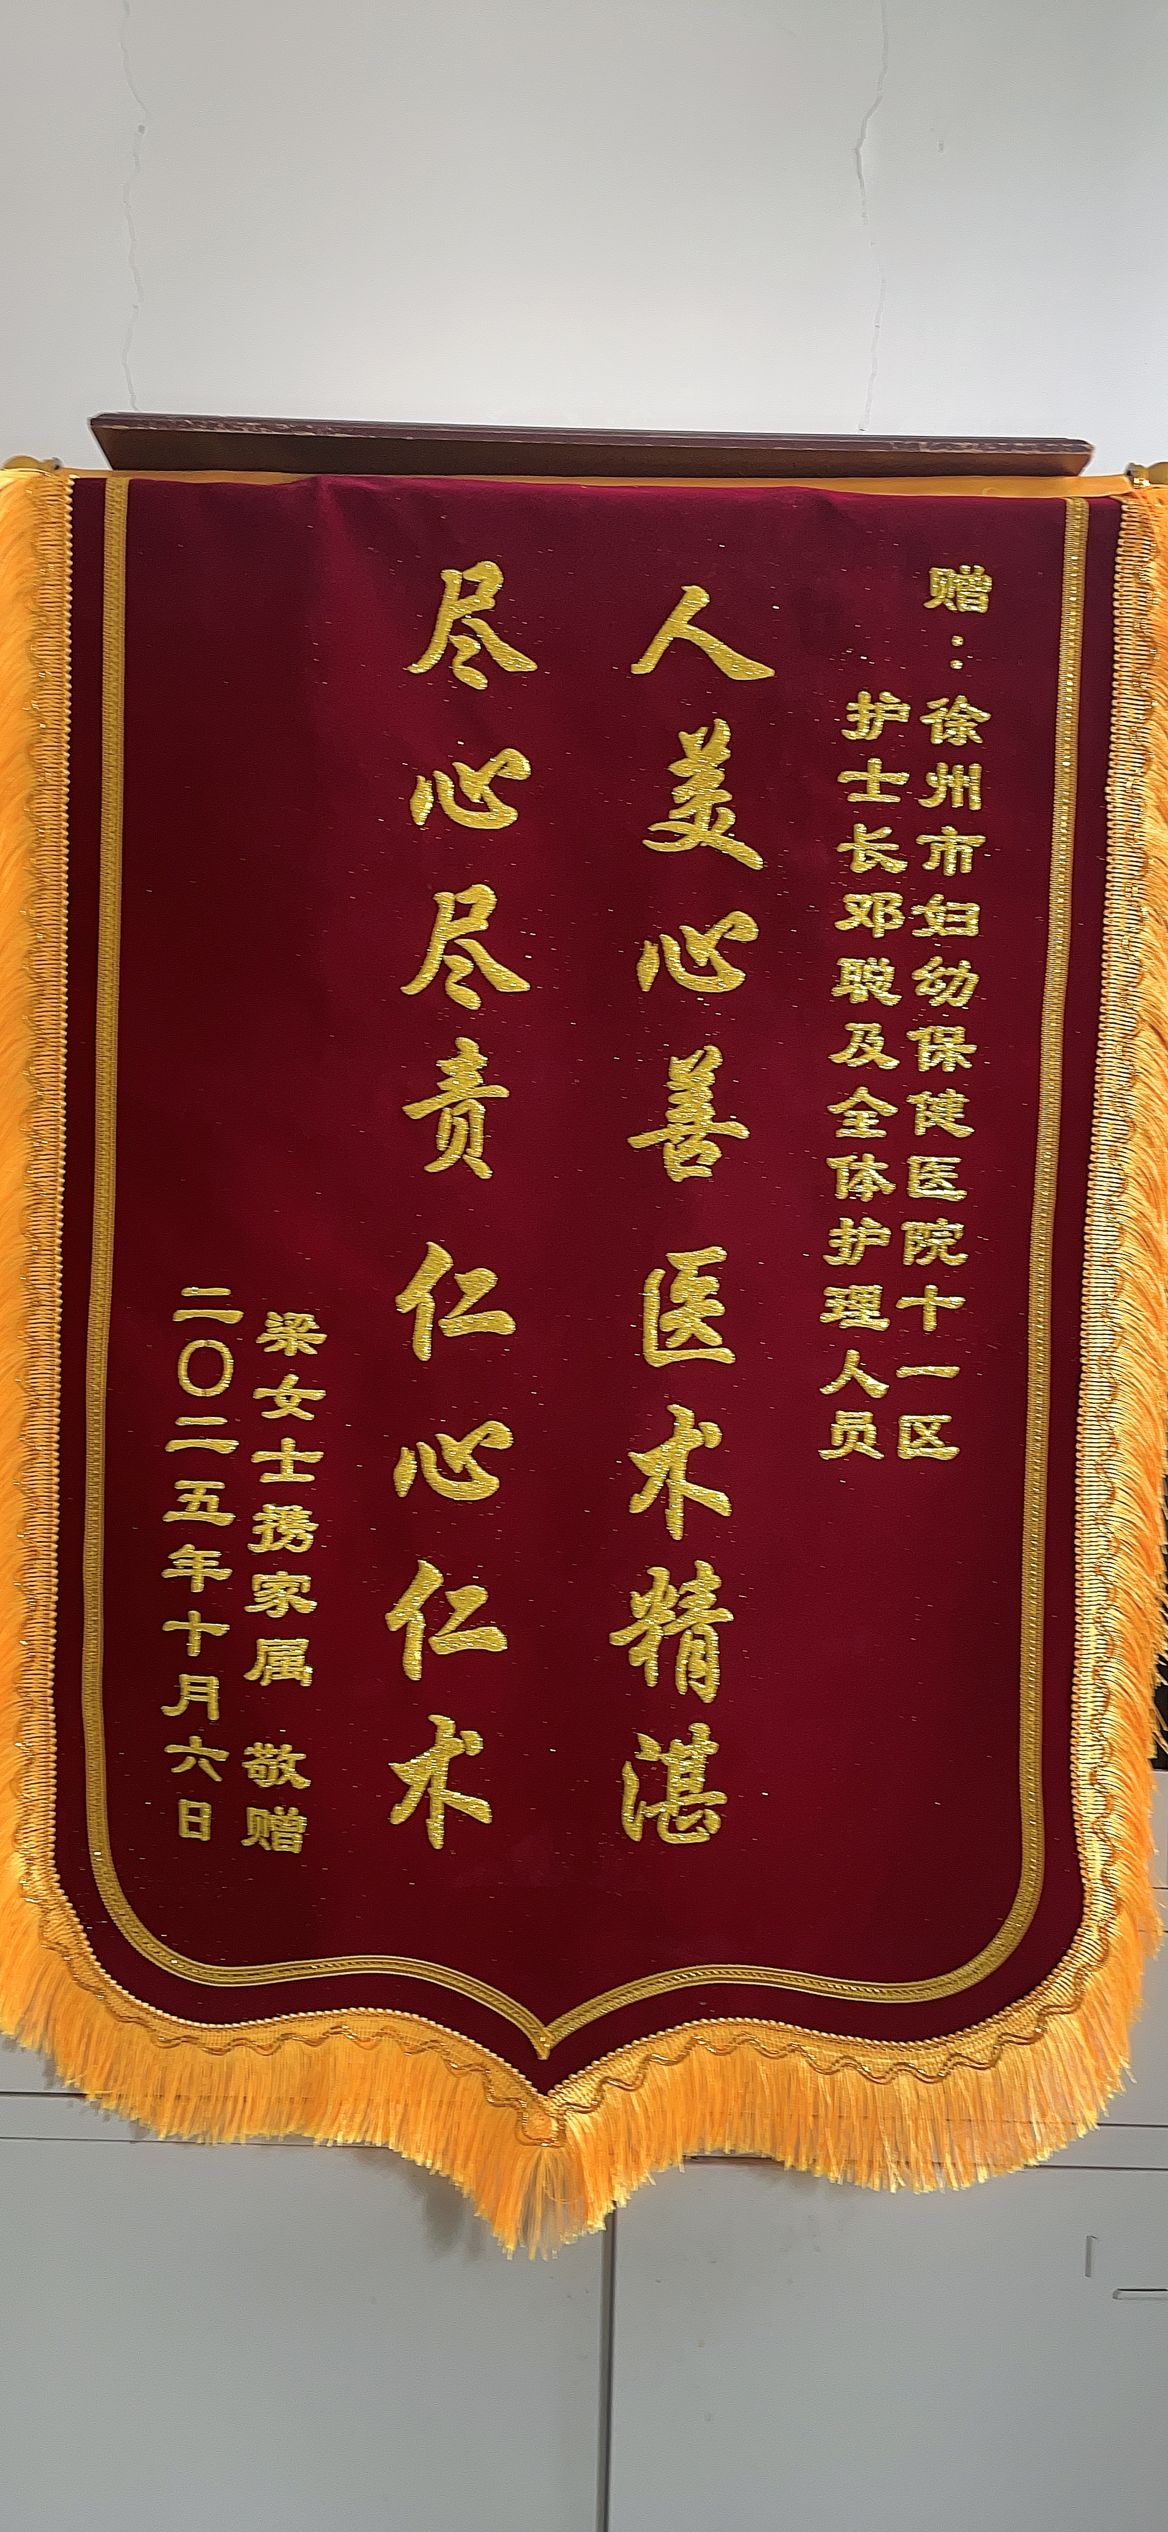 赠：徐州市妇幼保健医院十一区
护士长邓聪及全体护理人员
人美心善医术精湛
尽心尽责仁心仁术
梁女士携家属 敬赠
二〇二五年十月六日